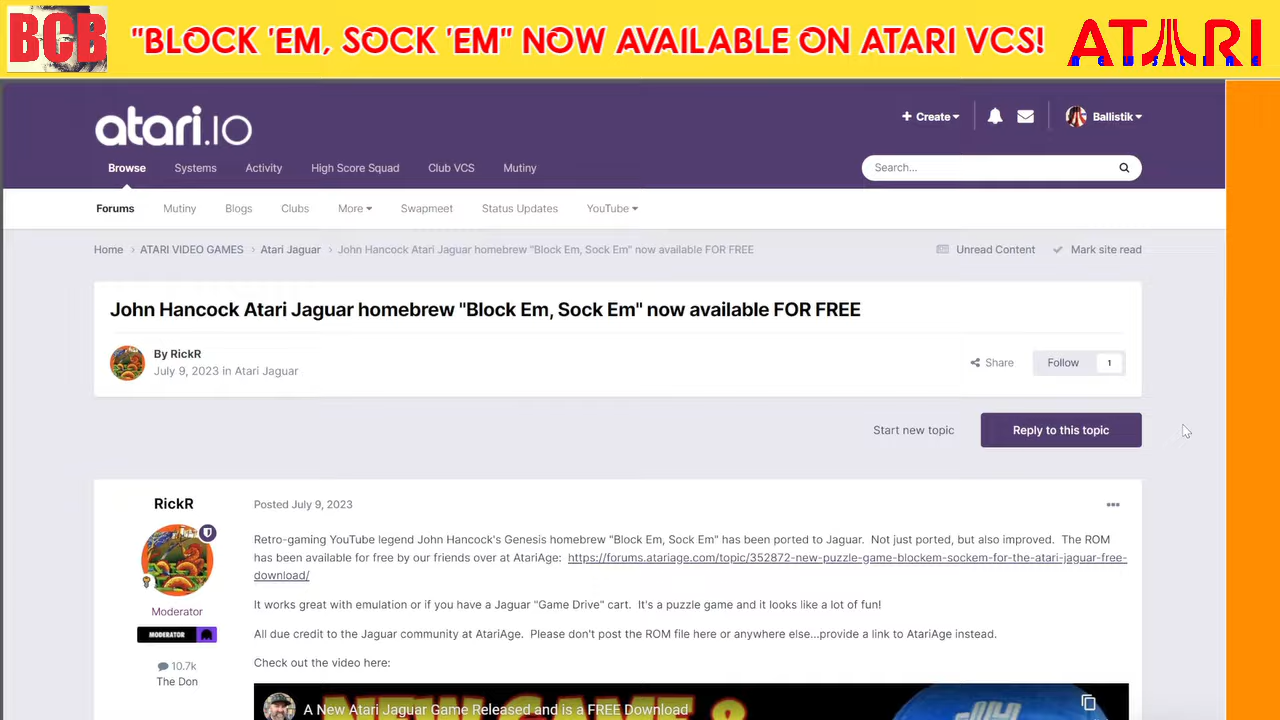 BCB
"BLOCK 'EM, SOCK 'EM" NOW AVAILABLE ON ATARI VCS!
ATARI
atari.IO
+ Create
Ballistik
Browse
Systems
Activity
High Score Squad
Club VCS
Mutiny
Search...
Forums
Mutiny
Blogs
Clubs
More
Swapmeet
Status Updates
YouTube
Home > ATARI VIDEO GAMES > Atari Jaguar > John Hancock Atari Jaguar homebrew "Block Em, Sock Em" now available FOR FREE
Unread Content
Mark site read
John Hancock Atari Jaguar homebrew "Block Em, Sock Em" now available FOR FREE
By RickR
July 9, 2023 in Atari Jaguar
Share
Follow
1
Start new topic
Reply to this topic
RickR
Moderator
MODERATOR
10.7k
The Don
Posted July 9, 2023
Retro-gaming YouTube legend John Hancock's Genesis homebrew "Block Em, Sock Em" has been ported to Jaguar.  Not just ported, but also improved.  The ROM
has been available for free by our friends over at AtariAge:  https://forums.atariage.com/topic/352872-new-puzzle-game-blockem-sockem-for-the-atari-jaguar-free-
download/
It works great with emulation or if you have a Jaguar "Game Drive" cart.  It's a puzzle game and it looks like a lot of fun!
All due credit to the Jaguar community at AtariAge.  Please don't post the ROM file here or anywhere else...provide a link to AtariAge instead.
Check out the video here:
A New Atari Jaguar Game Released and is a FREE Download